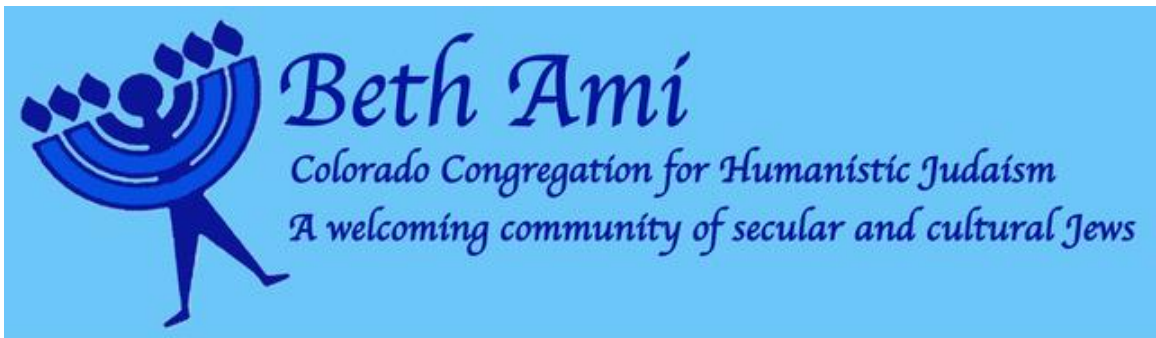 Beth Ami
Colorado Congregation for Humanistic Judaism
A welcoming community of secular and cultural Jews